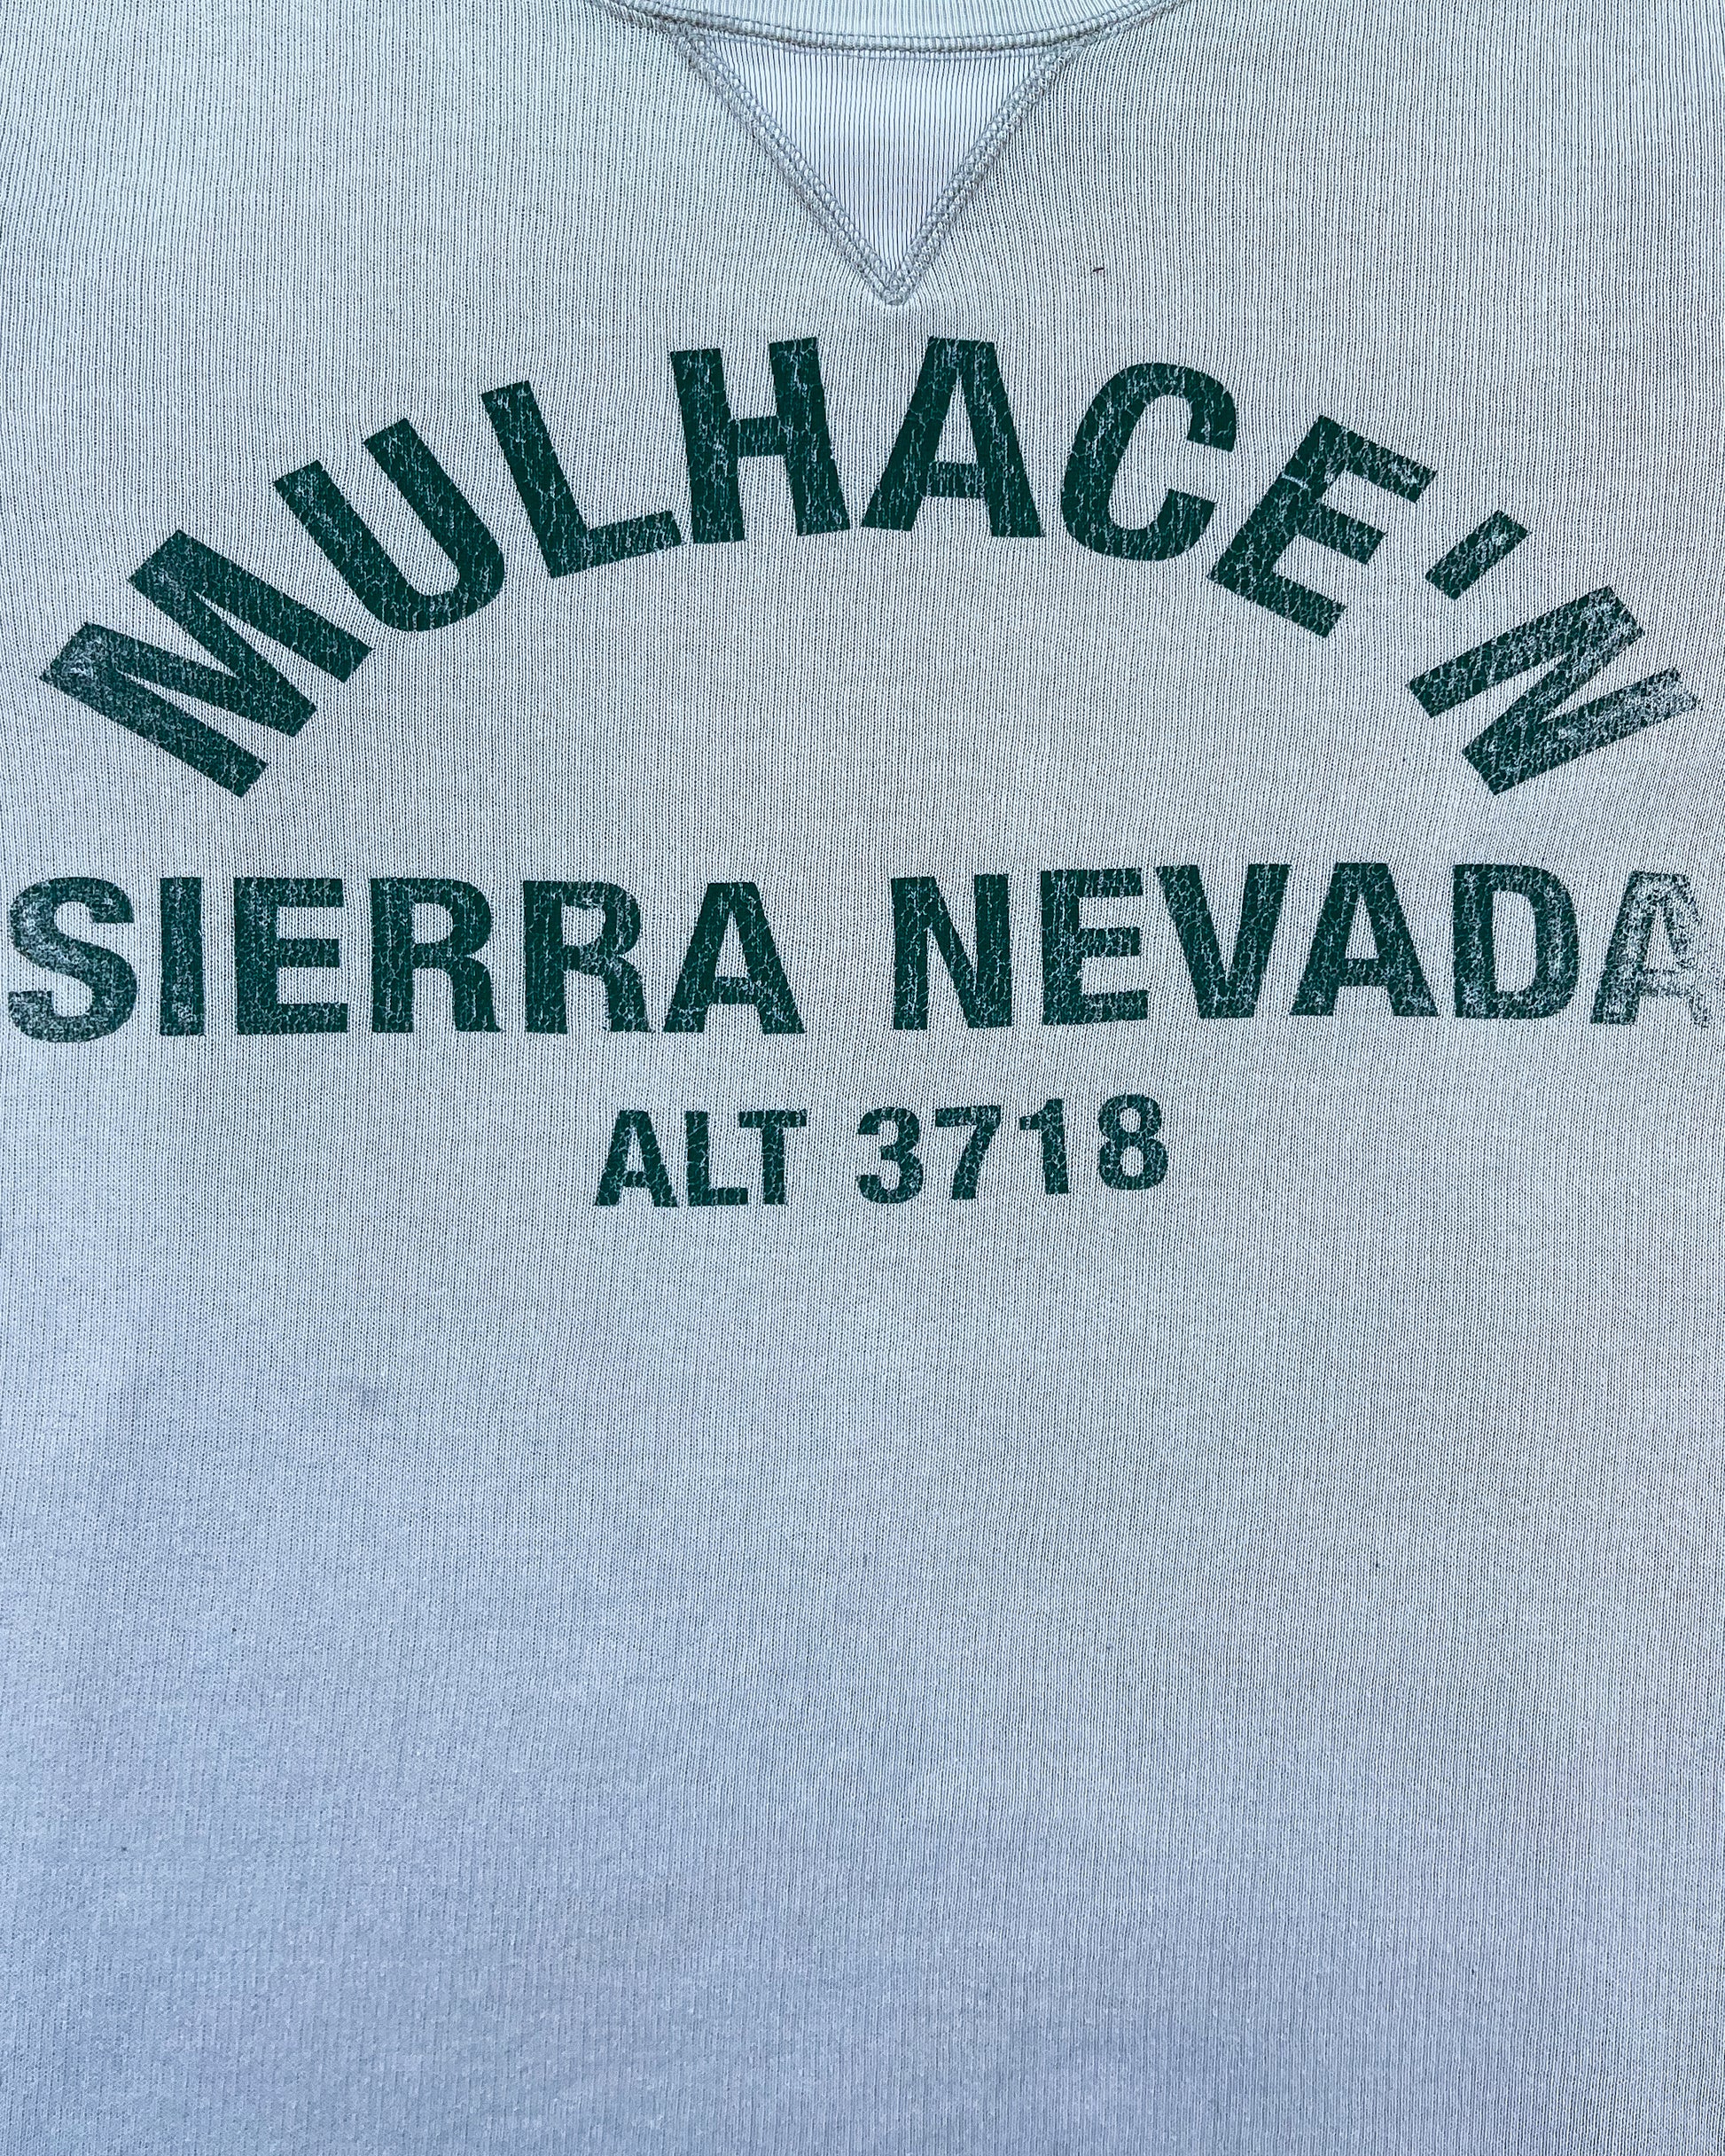 MULHACE'N
SIERRA NEVADA
ALT 3718